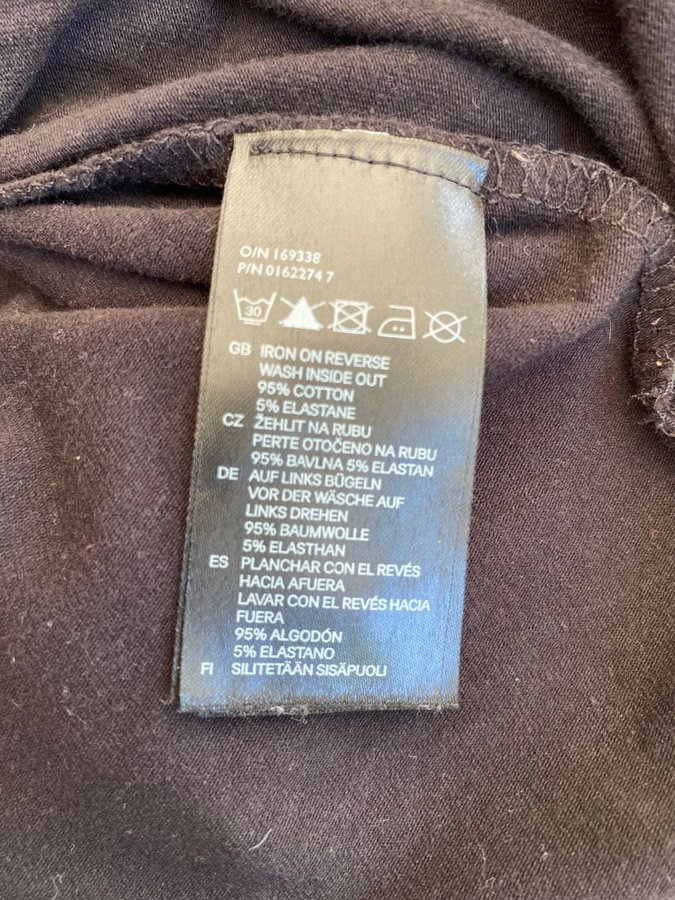 O/N 169338
P/N 0162274 7
30
GB IRON ON REVERSE
WASH INSIDE OUT
95% COTTON
5% ELASTANE
CZ ŽEHLIT NA RUBU
PERTE OTOČENO NA RUBU
95% BAVLNA 5% ELASTAN
DE AUF LINKS BÜGELN
VOR DER WÄSCHE AUF
LINKS DREHEN
95% BAUMWOLLE
5% ELASTHAN
ES PLANCHAR CON EL REVÉS
HACIA AFUERA
LAVAR CON EL REVÉS HACIA
FUERA
95% ALGODÓN
5% ELASTANO
FI SILITETÄÄN SISÄPUOLI